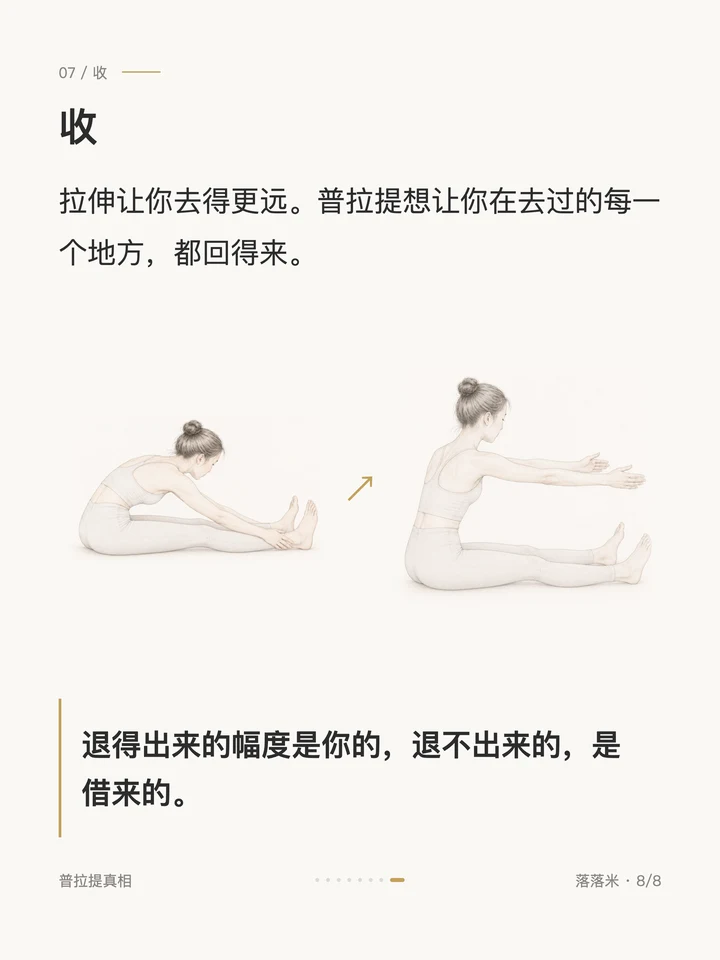 07 / 收
收
拉伸让你去得更远。普拉提想让你在去过的每一
个地方，都回得来。
退得出来的幅度是你的，退不出来的，是
借来的。
普拉提真相
落落米 · 8/8